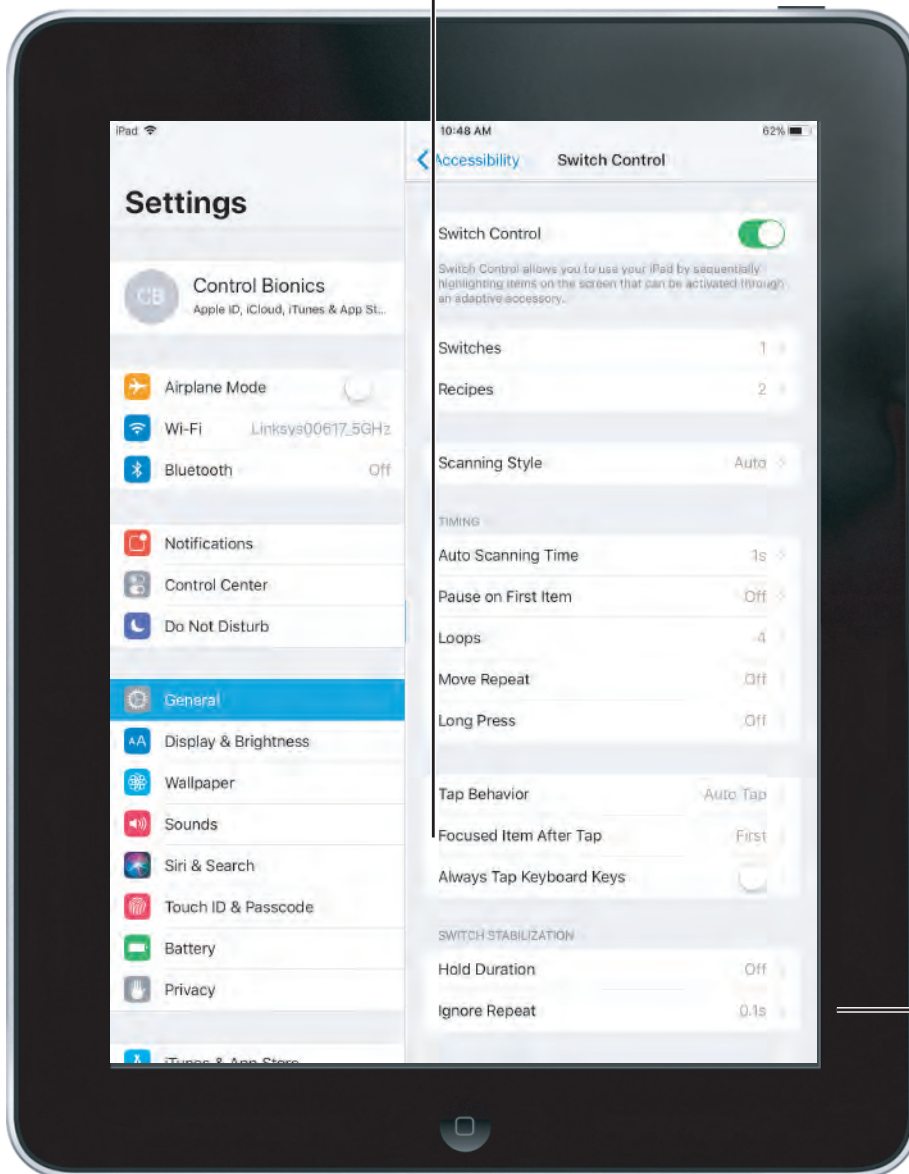 iPad
10:48 AM
62%
Settings
Accessibility
Switch Control
CB
Control Bionics
Apple ID, iCloud, iTunes & App St...
Airplane Mode
Wi-Fi Linksys00617_5GHz
Bluetooth Off
Notifications
Control Center
Do Not Disturb
General
AA Display & Brightness
Wallpaper
Sounds
Siri & Search
Touch ID & Passcode
Battery
Privacy
iTunes & App Store
Switch Control
Switch Control allows you to use your iPad by sequentially
highlighting items on the screen that can be activated through
an adaptive accessory.
Switches 1
Recipes 2
Scanning Style Auto
TIMING
Auto Scanning Time 1s
Pause on First Item Off
Loops 4
Move Repeat Off
Long Press Off
Tap Behavior Auto Tap
Focused Item After Tap First
Always Tap Keyboard Keys
SWITCH STABILIZATION
Hold Duration Off
Ignore Repeat 0.1s